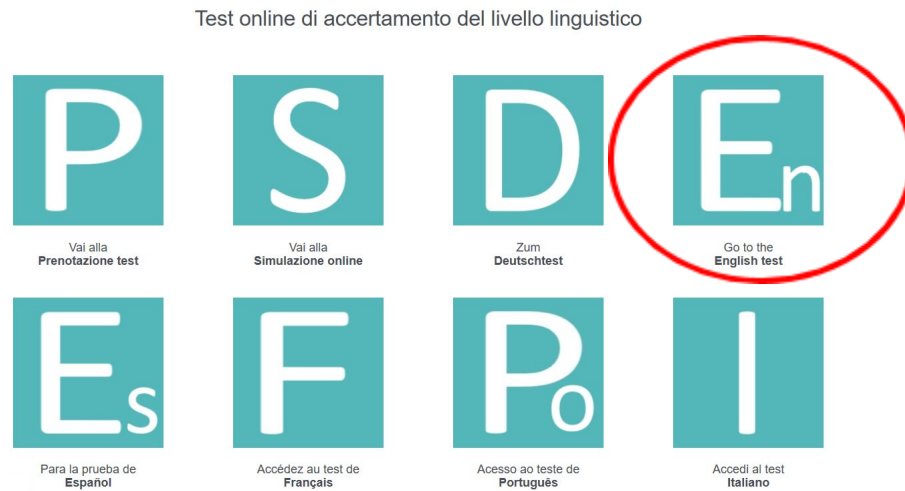 Test online di accertamento del livello linguistico
P
S
D
En
Vai alla
Prenotazione test
Vai alla
Simulazione online
Zum
Deutschtest
Go to the
English test
Es
F
Po
I
Para la prueba de
Español
Accédez au test de
Français
Acesso ao teste de
Português
Accedi al test
Italiano